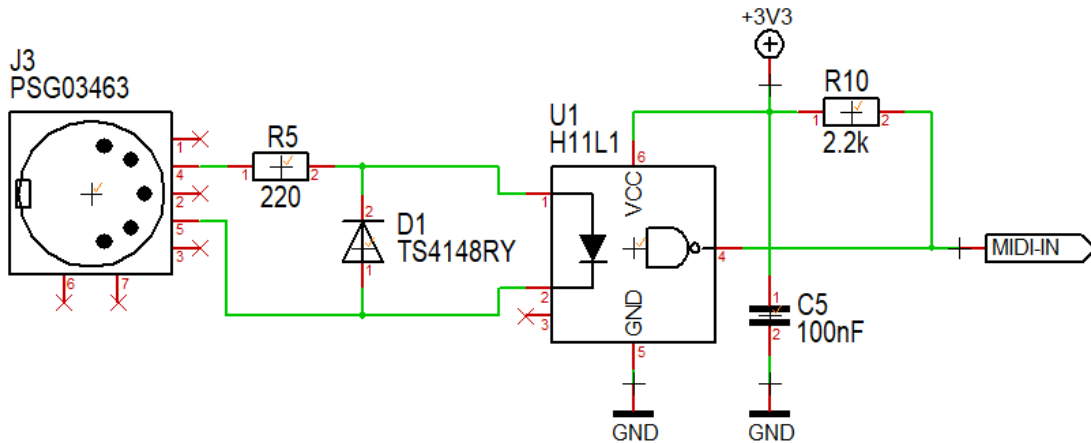 +3V3
J3
PSG03463
R10
1
2
2.2k
U1
H11L1
R5
1
2
220
1
4
2
5
3
6
7
2
D1
TS4148RY
1
6
VCC
1
2
3
4
GND
5
MIDI-IN
1
C5
100nF
2
GND
GND